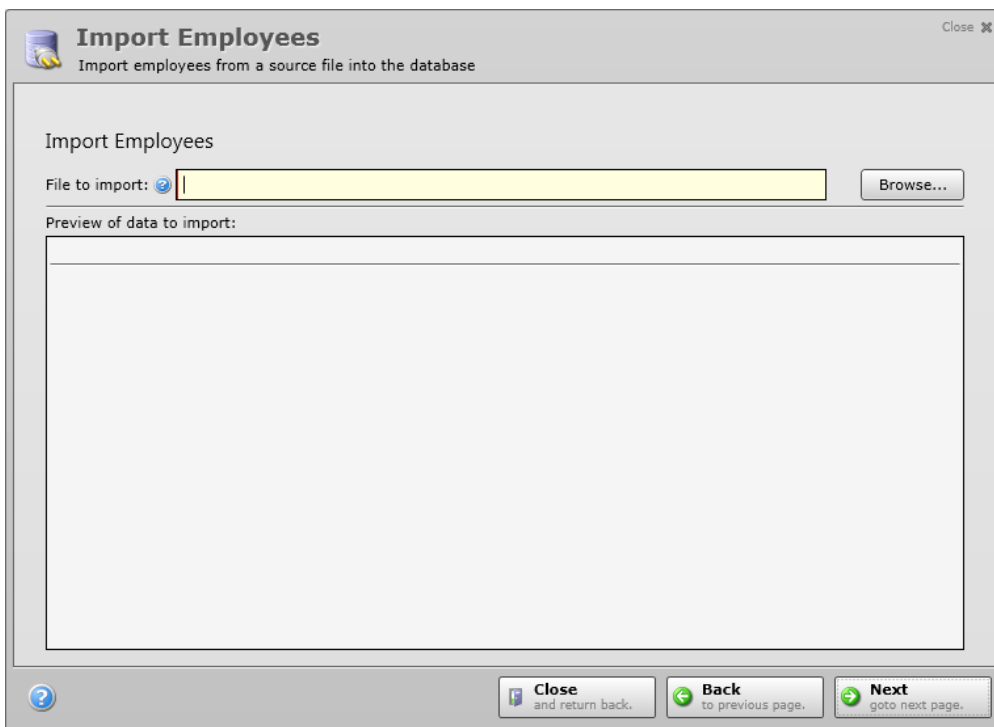 Import Employees
Close
Import employees from a source file into the database
Import Employees
File to import:
Browse...
Preview of data to import:
Close
and return back.
Back
to previous page.
Next
goto next page.